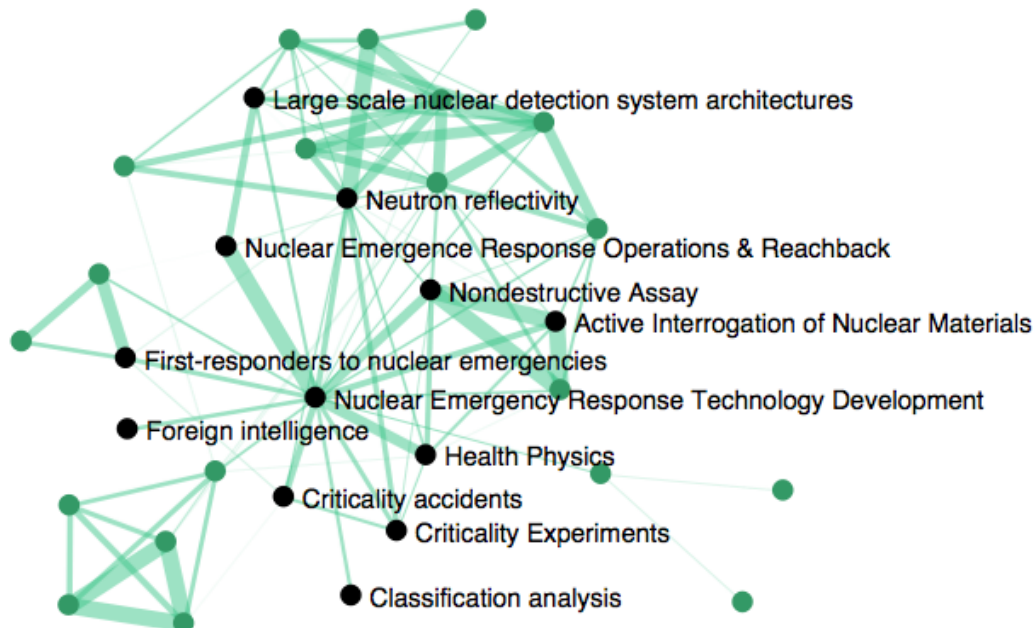 Large scale nuclear detection system architectures
Neutron reflectivity
Nuclear Emergence Response Operations & Reachback
Nondestructive Assay
Active Interrogation of Nuclear Materials
First-responders to nuclear emergencies
Nuclear Emergency Response Technology Development
Foreign intelligence
Health Physics
Criticality accidents
Criticality Experiments
Classification analysis